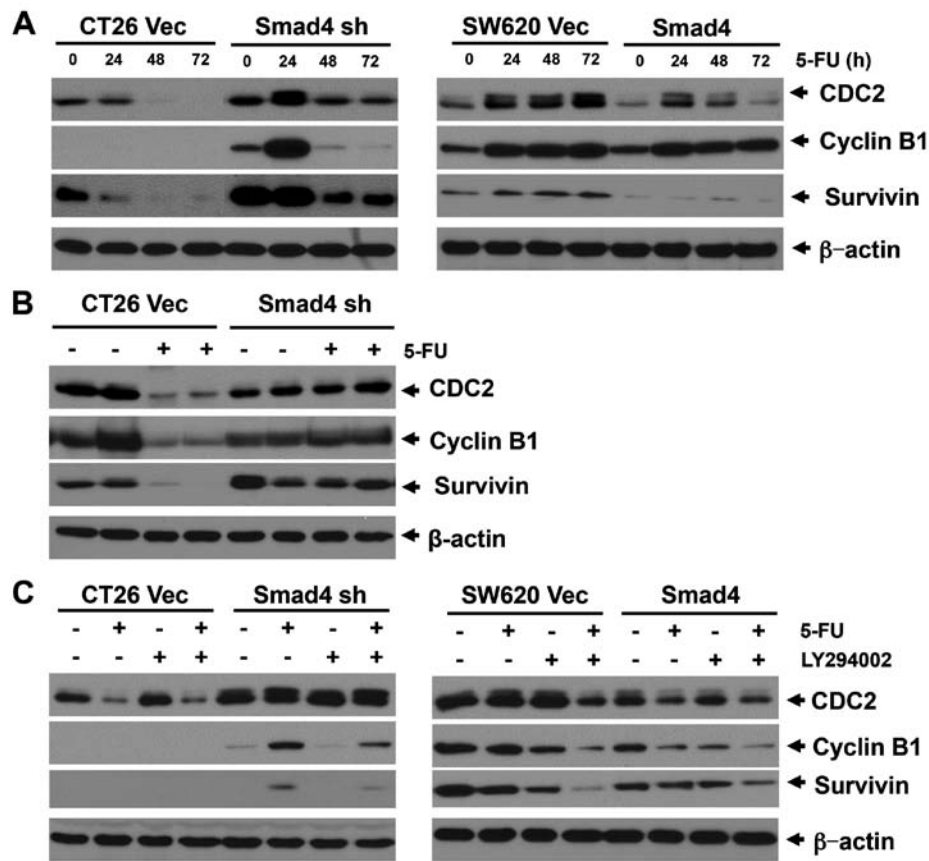 A
CT26 Vec Smad4 sh SW620 Vec Smad4
0 24 48 72 0 24 48 72 0 24 48 72 0 24 48 72 5-FU (h)
CDC2
Cyclin B1
Survivin
β-actin
B
CT26 Vec Smad4 sh
- - + + - - + + 5-FU
CDC2
Cyclin B1
Survivin
β-actin
C
CT26 Vec Smad4 sh SW620 Vec Smad4
- + - + - + - + - + - + - + - + 5-FU
- - + + - - + + - - + + - - + + LY294002
CDC2
Cyclin B1
Survivin
β-actin